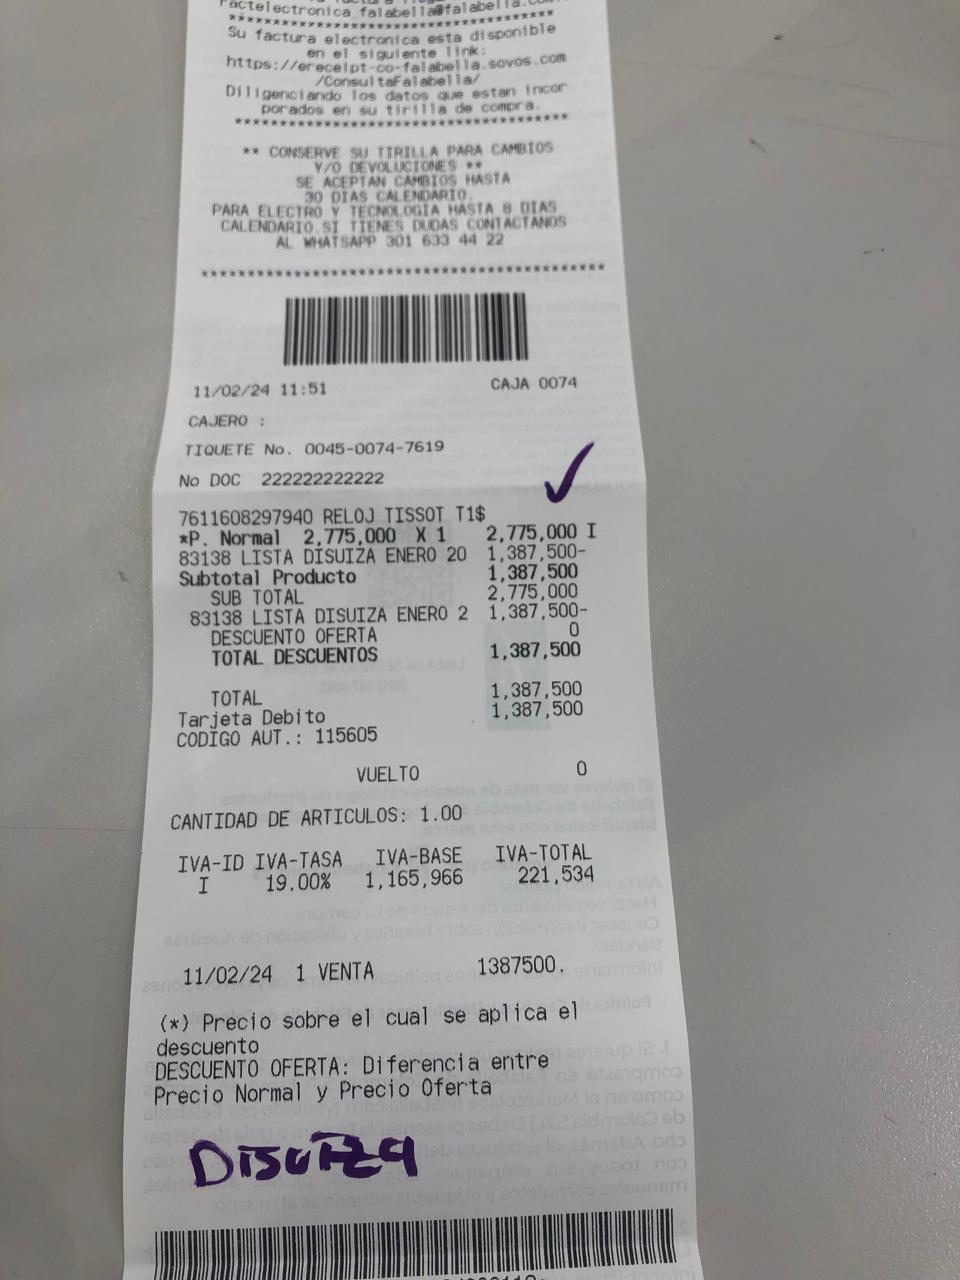 factelectronica_falabella@falabella.com.
****************************************
Su factura electronica esta disponible
en el siguiente link:
https://ereceipt-co-falabella.sovos.com
/ConsultaFalabella/
Diligenciando los datos que estan incor
porados en su tirilla de compra.
****************************************
** CONSERVE SU TIRILLA PARA CAMBIOS
Y/O DEVOLUCIONES **
SE ACEPTAN CAMBIOS HASTA
30 DIAS CALENDARIO.
PARA ELECTRO Y TECNOLOGIA HASTA 8 DIAS
CALENDARIO.SI TIENES DUDAS CONTACTANOS
AL WHATSAPP 301 633 44 22
****************************************
11/02/24 11:51 CAJA 0074
CAJERO :
TIQUETE No. 0045-0074-7619
No DOC 222222222222
7611608297940 RELOJ TISSOT T1$
*P. Normal 2,775,000 X 1 2,775,000 I
83138 LISTA DISUIZA ENERO 20 1,387,500-
Subtotal Producto 1,387,500
SUB TOTAL 2,775,000
83138 LISTA DISUIZA ENERO 2 1,387,500-
DESCUENTO OFERTA 0
TOTAL DESCUENTOS 1,387,500
TOTAL 1,387,500
Tarjeta Debito 1,387,500
CODIGO AUT.: 115605
VUELTO 0
CANTIDAD DE ARTICULOS: 1.00
IVA-ID IVA-TASA IVA-BASE IVA-TOTAL
I 19.00% 1,165,966 221,534
11/02/24 1 VENTA 1387500.
(*) Precio sobre el cual se aplica el
descuento
DESCUENTO OFERTA: Diferencia entre
Precio Normal y Precio Oferta
DISUIZA